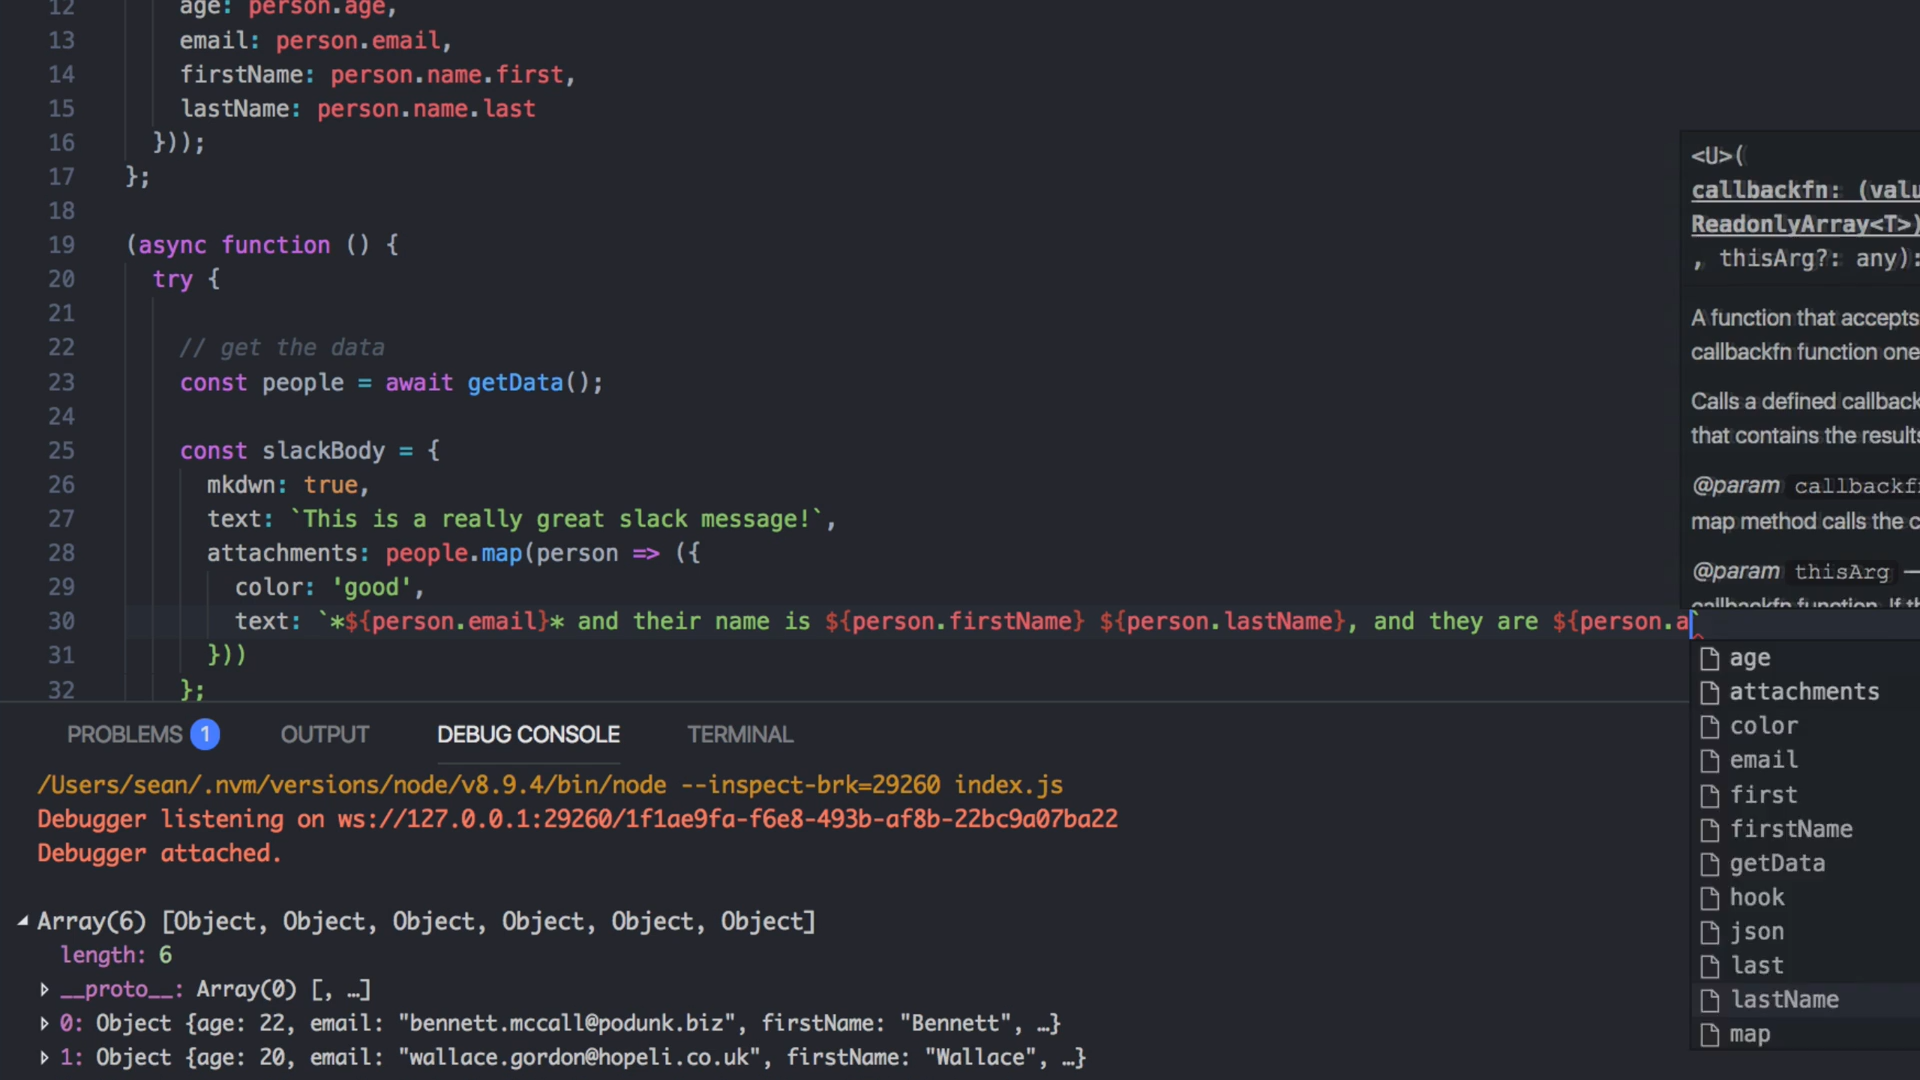 12 age: person.age,
13 email: person.email,
14 firstName: person.name.first,
15 lastName: person.name.last
16 }));
17 };
18
19 (async function () {
20 try {
21
22 // get the data
23 const people = await getData();
24
25 const slackBody = {
26 mkdwn: true,
27 text: `This is a really great slack message!`,
28 attachments: people.map(person => ({
29 color: 'good',
30 text: `*${person.email}* and their name is ${person.firstName} ${person.lastName}, and they are ${person.a`
31 }))
32 };
<U>(
callbackfn: (valu
ReadonlyArray<T>)
, thisArg?: any):
A function that accepts
callbackfn function one
Calls a defined callback
that contains the results
@param callbackfn
map method calls the c
@param thisArg —
callbackfn function. If th
age
attachments
color
email
first
firstName
getData
hook
json
last
lastName
map
PROBLEMS 1 OUTPUT DEBUG CONSOLE TERMINAL
/Users/sean/.nvm/versions/node/v8.9.4/bin/node --inspect-brk=29260 index.js
Debugger listening on ws://127.0.0.1:29260/1f1ae9fa-f6e8-493b-af8b-22bc9a07ba22
Debugger attached.
Array(6) [Object, Object, Object, Object, Object, Object]
length: 6
__proto__: Array(0) [, …]
0: Object {age: 22, email: "bennett.mccall@podunk.biz", firstName: "Bennett", …}
1: Object {age: 20, email: "wallace.gordon@hopeli.co.uk", firstName: "Wallace", …}